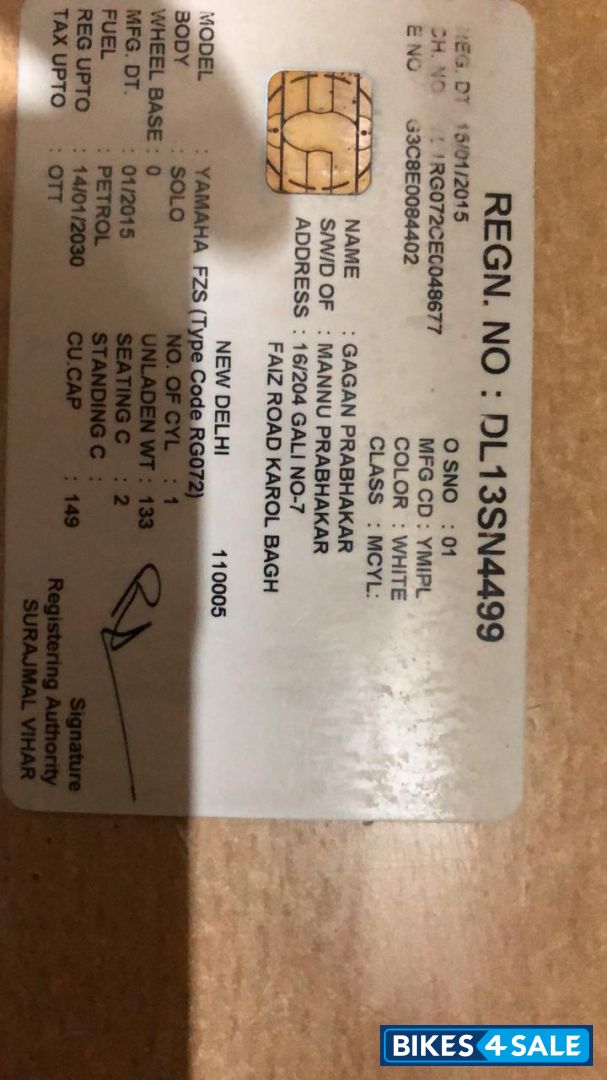 REGN. NO : DL13SN4499
REG. DT 15/01/2015 O SNO : 01
CH. NO RG072CE0048677 MFG CD : YMIPL
E NO G3C8E0084402 COLOR : WHITE
CLASS : MCYL:
NAME : GAGAN PRABHAKAR
S/W/D OF : MANNU PRABHAKAR
ADDRESS : 16/204 GALI NO-7
FAIZ ROAD KAROL BAGH
NEW DELHI 110005
MODEL : YAMAHA FZS (Type Code RG072)
BODY : SOLO NO. OF CYL : 1
WHEEL BASE : 0 UNLADEN WT : 133
MFG. DT. : 01/2015 SEATING C : 2
FUEL : PETROL STANDING C :
REG UPTO : 14/01/2030 CU.CAP : 149
TAX UPTO : OTT
Signature
Registering Authority
SURAJMAL VIHAR
BIKES4SALE